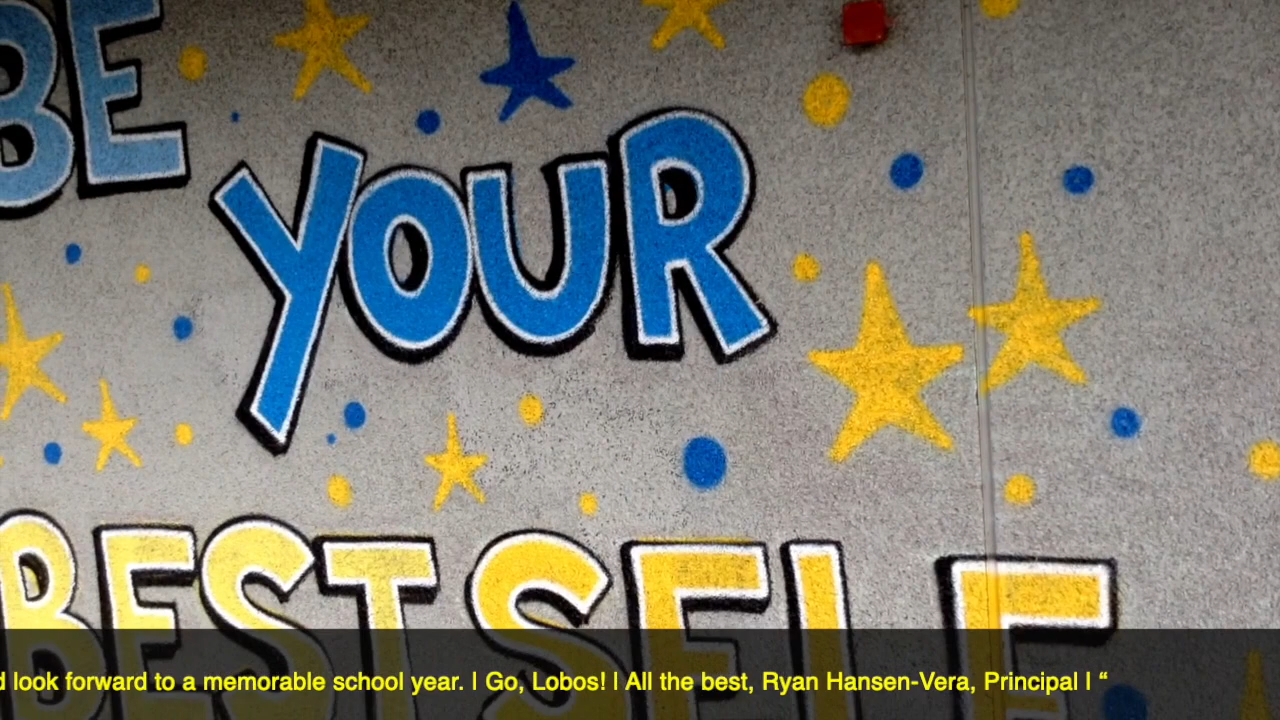 BE
YOUR
BEST SELF
look forward to a memorable school year. | Go, Lobos! | All the best, Ryan Hansen-Vera, Principal | “